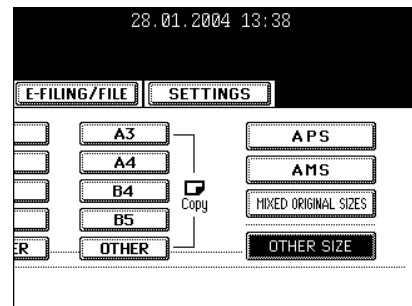 28.01.2004 13:38
E-FILING/FILE SETTINGS
A3 APS
A4 AMS
B4 Copy MIXED ORIGINAL SIZES
B5
ER OTHER OTHER SIZE